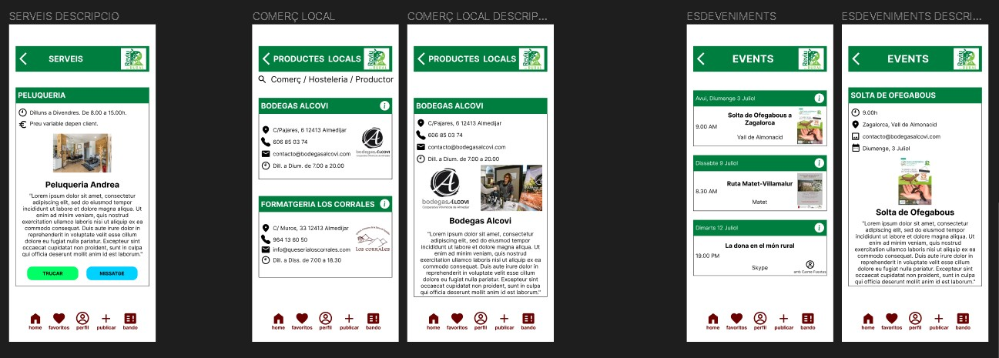 SERVEIS DESCRIPCIO
SERVEIS
Reviu
RURAL
PELUQUERIA
Dilluns a Divendres. De 8.00 a 15.00h.
Preu variable depen client.
Peluqueria Andrea
"Lorem ipsum dolor sit amet, consectetur
adipiscing elit, sed do eiusmod tempor
incididunt ut labore et dolore magna aliqua. Ut
enim ad minim veniam, quis nostrud
exercitation ullamco laboris nisi ut aliquip ex ea
commodo consequat. Duis aute irure dolor in
reprehenderit in voluptate velit esse cillum
dolore eu fugiat nulla pariatur. Excepteur sint
occaecat cupidatat non proident, sunt in culpa
qui officia deserunt mollit anim id est laborum."
TRUCAR
MISSATGE
home favoritos perfil publicar bando
COMERÇ LOCAL
PRODUCTES LOCALS
Reviu
RURAL
Comerç / Hosteleria / Productor
BODEGAS ALCOVI
C/Pajares, 6 12413 Almedijar
606 85 03 74
contacto@bodegasalcovi.com
Dill. a Dium. de 7.00 a 20.00
bodegasALCOVI
FORMATGERIA LOS CORRALES
C/ Muros, 33 12413 Almedijar
964 13 60 50
info@queserialoscorrales.com
Dill. a Diss. de 7.00 a 18.30
LOS CORRALES
home favoritos perfil publicar bando
COMERÇ LOCAL DESCRIP...
PRODUCTES LOCALS
Reviu
RURAL
BODEGAS ALCOVI
C/Pajares, 6 12413 Almedijar
606 85 03 74
contacto@bodegasalcovi.com
Dill. a Dium. de 7.00 a 20.00
bodegasALCOVI
Cooperativa Vitivinícola de Almedíjar
Bodegas Alcovi
"Lorem ipsum dolor sit amet, consectetur
adipiscing elit, sed do eiusmod tempor
incididunt ut labore et dolore magna aliqua. Ut
enim ad minim veniam, quis nostrud
exercitation ullamco laboris nisi ut aliquip ex ea
commodo consequat. Duis aute irure dolor in
reprehenderit in voluptate velit esse cillum
dolore eu fugiat nulla pariatur. Excepteur sint
occaecat cupidatat non proident, sunt in culpa
qui officia deserunt mollit anim id est laborum."
home favoritos perfil publicar bando
ESDEVENIMENTS
EVENTS
Reviu
RURAL
Avui, Diumenge 3 Juliol
9.00 AM
Solta de Ofegabous a
Zagalorca
Vall de Almonacid
Dissabte 9 Juliol
8.30 AM
Ruta Matet-Villamalur
Matet
Dimarts 12 Juliol
19.00 PM
La dona en el món rural
Skype
amb Carme Fuentes
home favoritos perfil publicar bando
ESDEVENIMENTS DESCRI...
EVENTS
Reviu
RURAL
SOLTA DE OFEGABOUS
9.00h
Zagalorca, Vall de Almonacid
contacto@bodegasalcovi.com
Diumenge, 3 Juliol
Solta de Ofegabous
"Lorem ipsum dolor sit amet, consectetur
adipiscing elit, sed do eiusmod tempor
incididunt ut labore et dolore magna aliqua. Ut
enim ad minim veniam, quis nostrud
exercitation ullamco laboris nisi ut aliquip ex ea
commodo consequat. Duis aute irure dolor in
reprehenderit in voluptate velit esse cillum
dolore eu fugiat nulla pariatur. Excepteur sint
occaecat cupidatat non proident, sunt in culpa
qui officia deserunt mollit anim id est laborum."
home favoritos perfil publicar bando